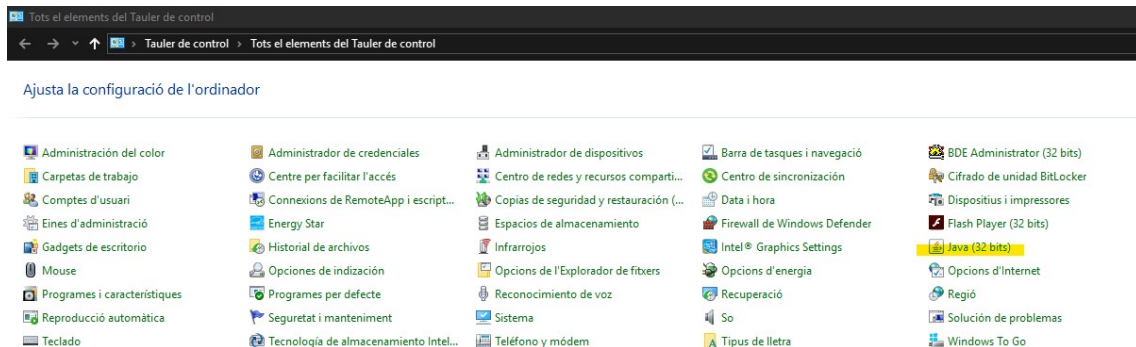 Tots el elements del Tauler de control
Tauler de control > Tots el elements del Tauler de control
Ajusta la configuració de l'ordinador
Administración del color
Administrador de credenciales
Administrador de dispositivos
Barra de tasques i navegació
BDE Administrator (32 bits)
Carpetas de trabajo
Centre per facilitar l'accés
Centro de redes y recursos comparti...
Centro de sincronización
Cifrado de unidad BitLocker
Comptes d'usuari
Connexions de RemoteApp i escript...
Copias de seguridad y restauración (...
Data i hora
Dispositius i impressores
Eines d'administració
Energy Star
Espacios de almacenamiento
Firewall de Windows Defender
Flash Player (32 bits)
Gadgets de escritorio
Historial de archivos
Infrarrojos
Intel® Graphics Settings
Java (32 bits)
Mouse
Opciones de indización
Opcions de l'Explorador de fitxers
Opcions d'energia
Opcions d'Internet
Programes i característiques
Programes per defecte
Reconocimiento de voz
Recuperació
Regió
Reproducció automàtica
Seguretat i manteniment
Sistema
So
Solución de problemas
Teclado
Tecnología de almacenamiento Intel...
Teléfono y módem
Tipus de lletra
Windows To Go